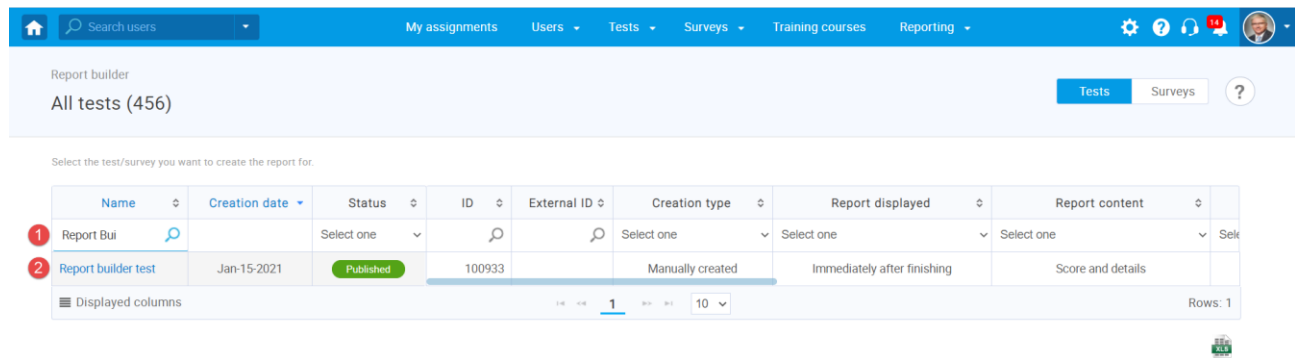 Search users My assignments Users Tests Surveys Training courses Reporting ? 14
Report builder
All tests (456) Tests Surveys ?
Select the test/survey you want to create the report for.
Name Creation date Status ID External ID Creation type Report displayed Report content
1 Report Bui Select one Select one Select one Select one Sele
2 Report builder test Jan-15-2021 Published 100933 Manually created Immediately after finishing Score and details
Displayed columns 1 10 Rows: 1
XLS